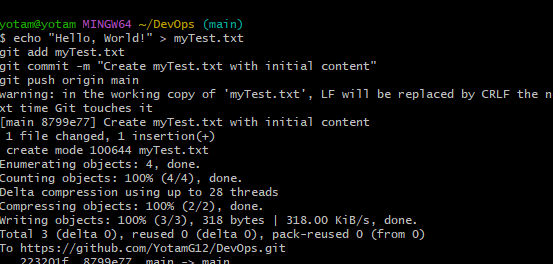 yotam@yotam MINGW64 ~/DevOps (main)
$ echo "Hello, World!" > myTest.txt
git add myTest.txt
git commit -m "Create myTest.txt with initial content"
git push origin main
warning: in the working copy of 'myTest.txt', LF will be replaced by CRLF the n
xt time Git touches it
[main 8799e77] Create myTest.txt with initial content
 1 file changed, 1 insertion(+)
 create mode 100644 myTest.txt
Enumerating objects: 4, done.
Counting objects: 100% (4/4), done.
Delta compression using up to 28 threads
Compressing objects: 100% (2/2), done.
Writing objects: 100% (3/3), 318 bytes | 318.00 KiB/s, done.
Total 3 (delta 0), reused 0 (delta 0), pack-reused 0 (from 0)
To https://github.com/YotamG12/DevOps.git
   223201f..8799e77  main -> main